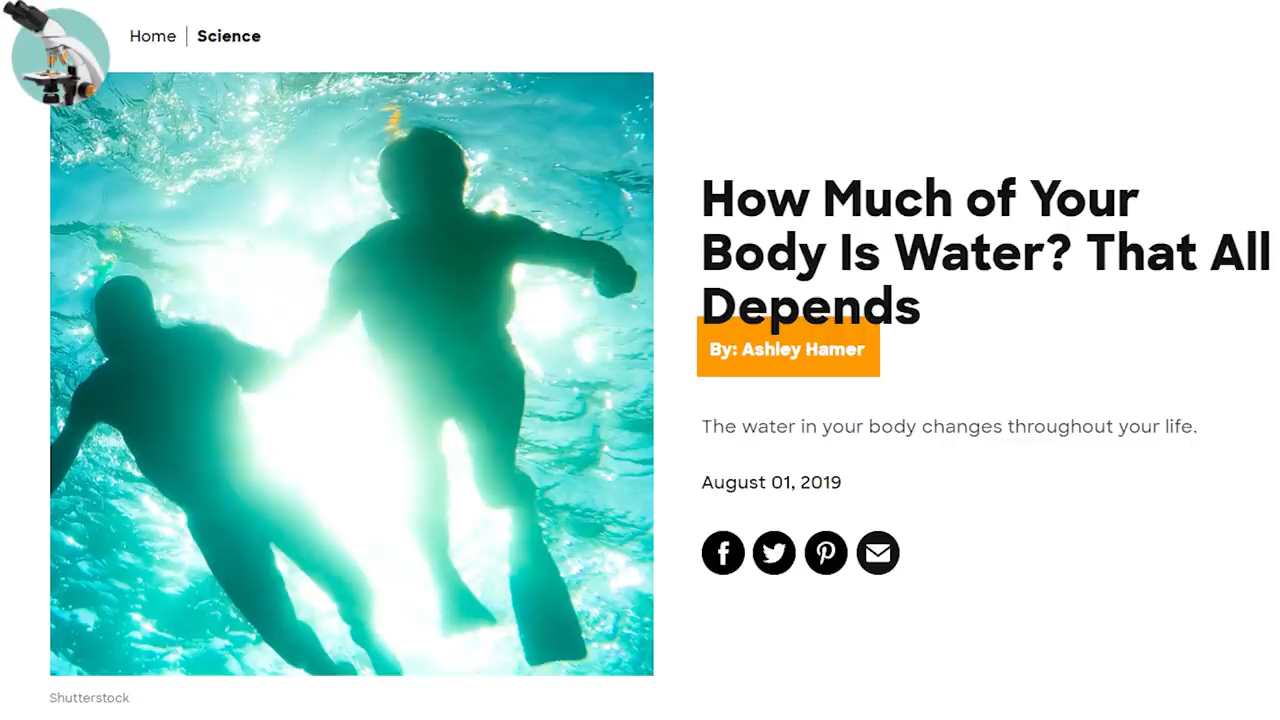 Home | Science
How Much of Your
Body Is Water? That All
Depends
By: Ashley Hamer
The water in your body changes throughout your life.
August 01, 2019
Shutterstock